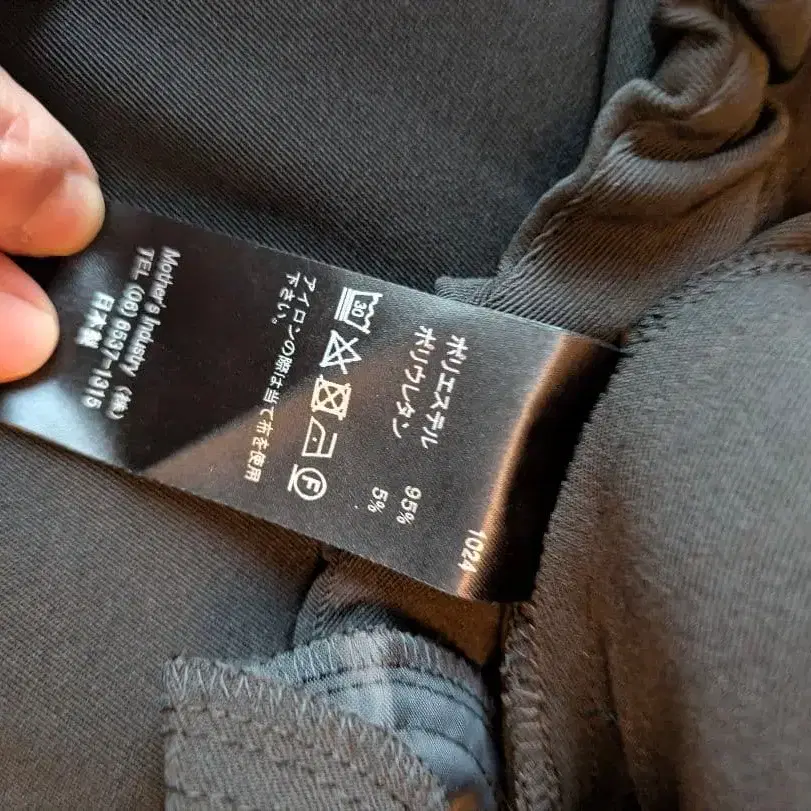 1024
ポリエステル 95%
ポリウレタン 5%
30
F
アイロンの際は当て布を使用
下さい。
Mother's Industry (株)
TEL (06) 6537-1315
日本製